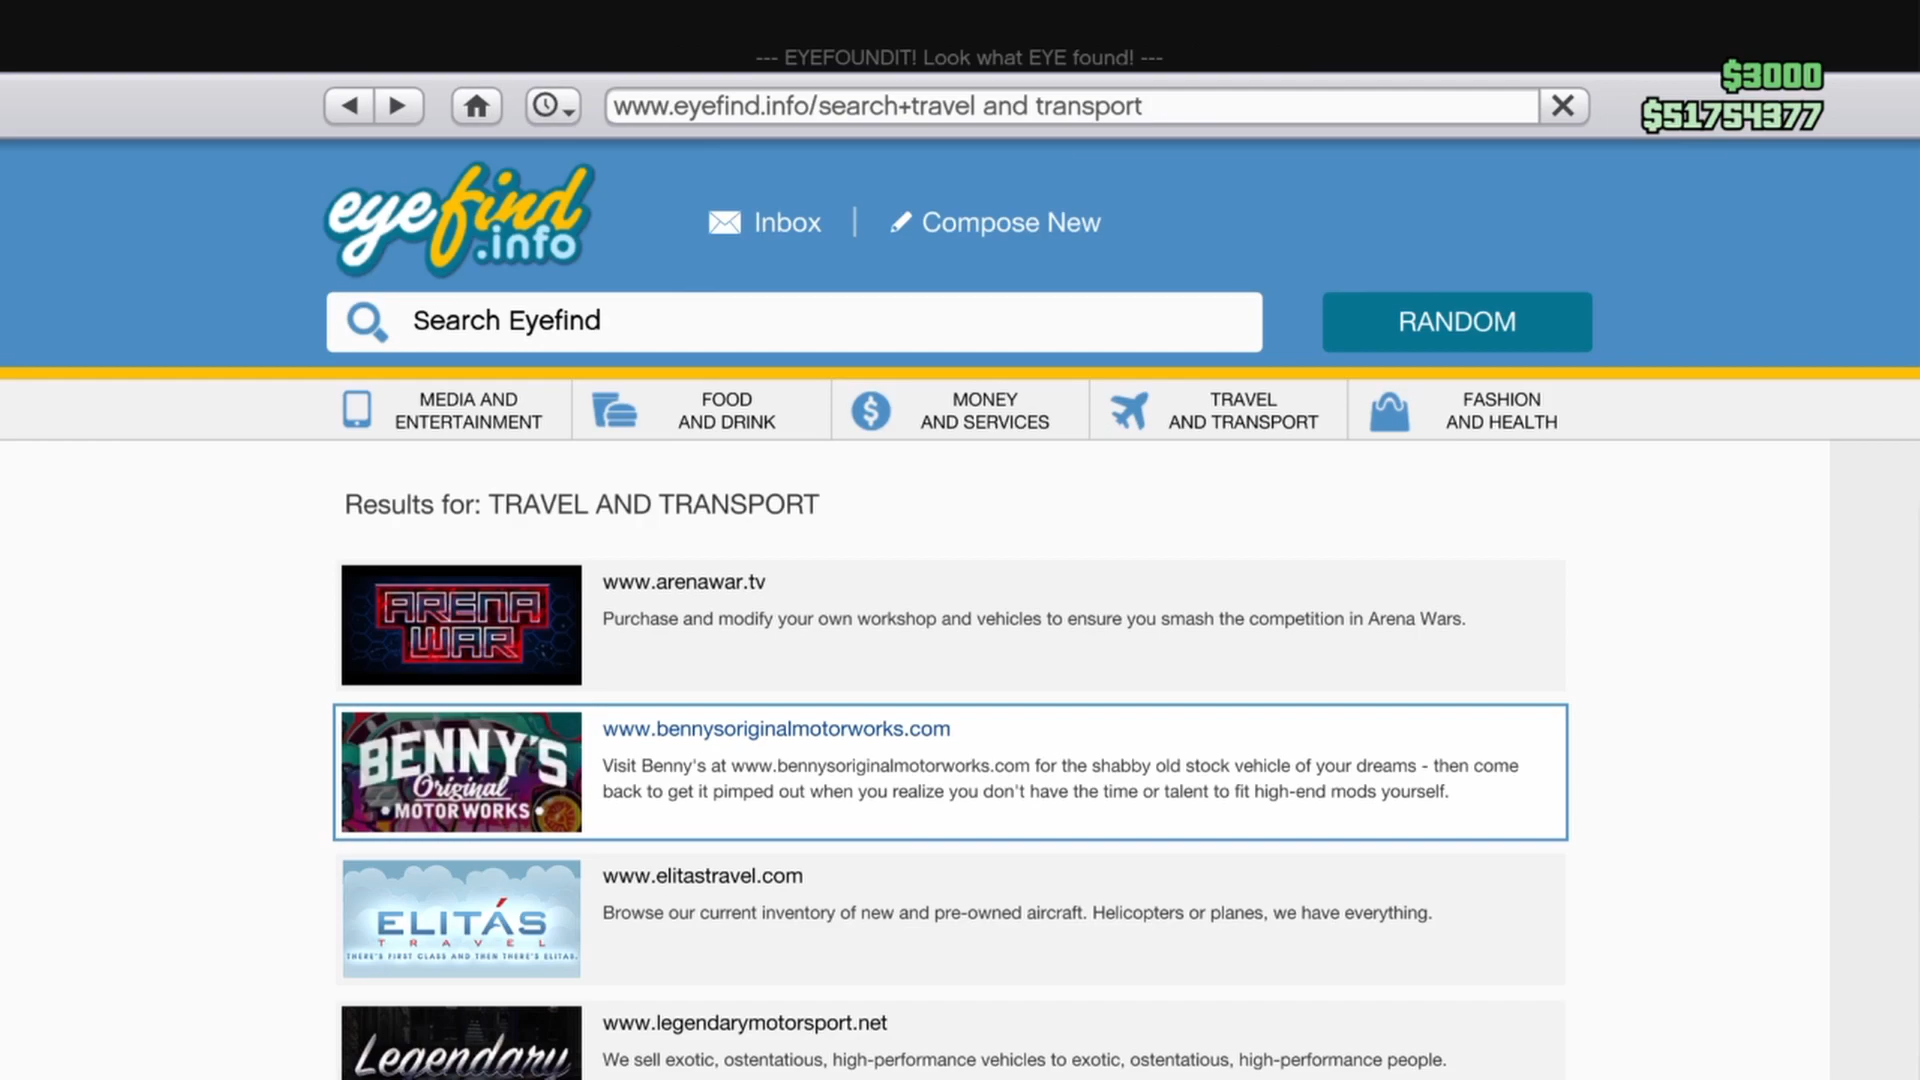 --- EYEFOUNDIT! Look what EYE found! ---
$3000
www.eyefind.info/search+travel and transport
$51754377
eyefind
.info
Inbox
Compose New
Search Eyefind
RANDOM
MEDIA AND
ENTERTAINMENT
FOOD
AND DRINK
MONEY
AND SERVICES
TRAVEL
AND TRANSPORT
FASHION
AND HEALTH
Results for: TRAVEL AND TRANSPORT
ARENA
WAR
www.arenawar.tv
Purchase and modify your own workshop and vehicles to ensure you smash the competition in Arena Wars.
BENNY'S
Original
• MOTOR WORKS •
www.bennysoriginalmotorworks.com
Visit Benny's at www.bennysoriginalmotorworks.com for the shabby old stock vehicle of your dreams - then come
back to get it pimped out when you realize you don't have the time or talent to fit high-end mods yourself.
ELITÁS
TRAVEL
THERE'S FIRST CLASS AND THEN THERE'S ELITAS.
www.elitastravel.com
Browse our current inventory of new and pre-owned aircraft. Helicopters or planes, we have everything.
Legendary
www.legendarymotorsport.net
We sell exotic, ostentatious, high-performance vehicles to exotic, ostentatious, high-performance people.